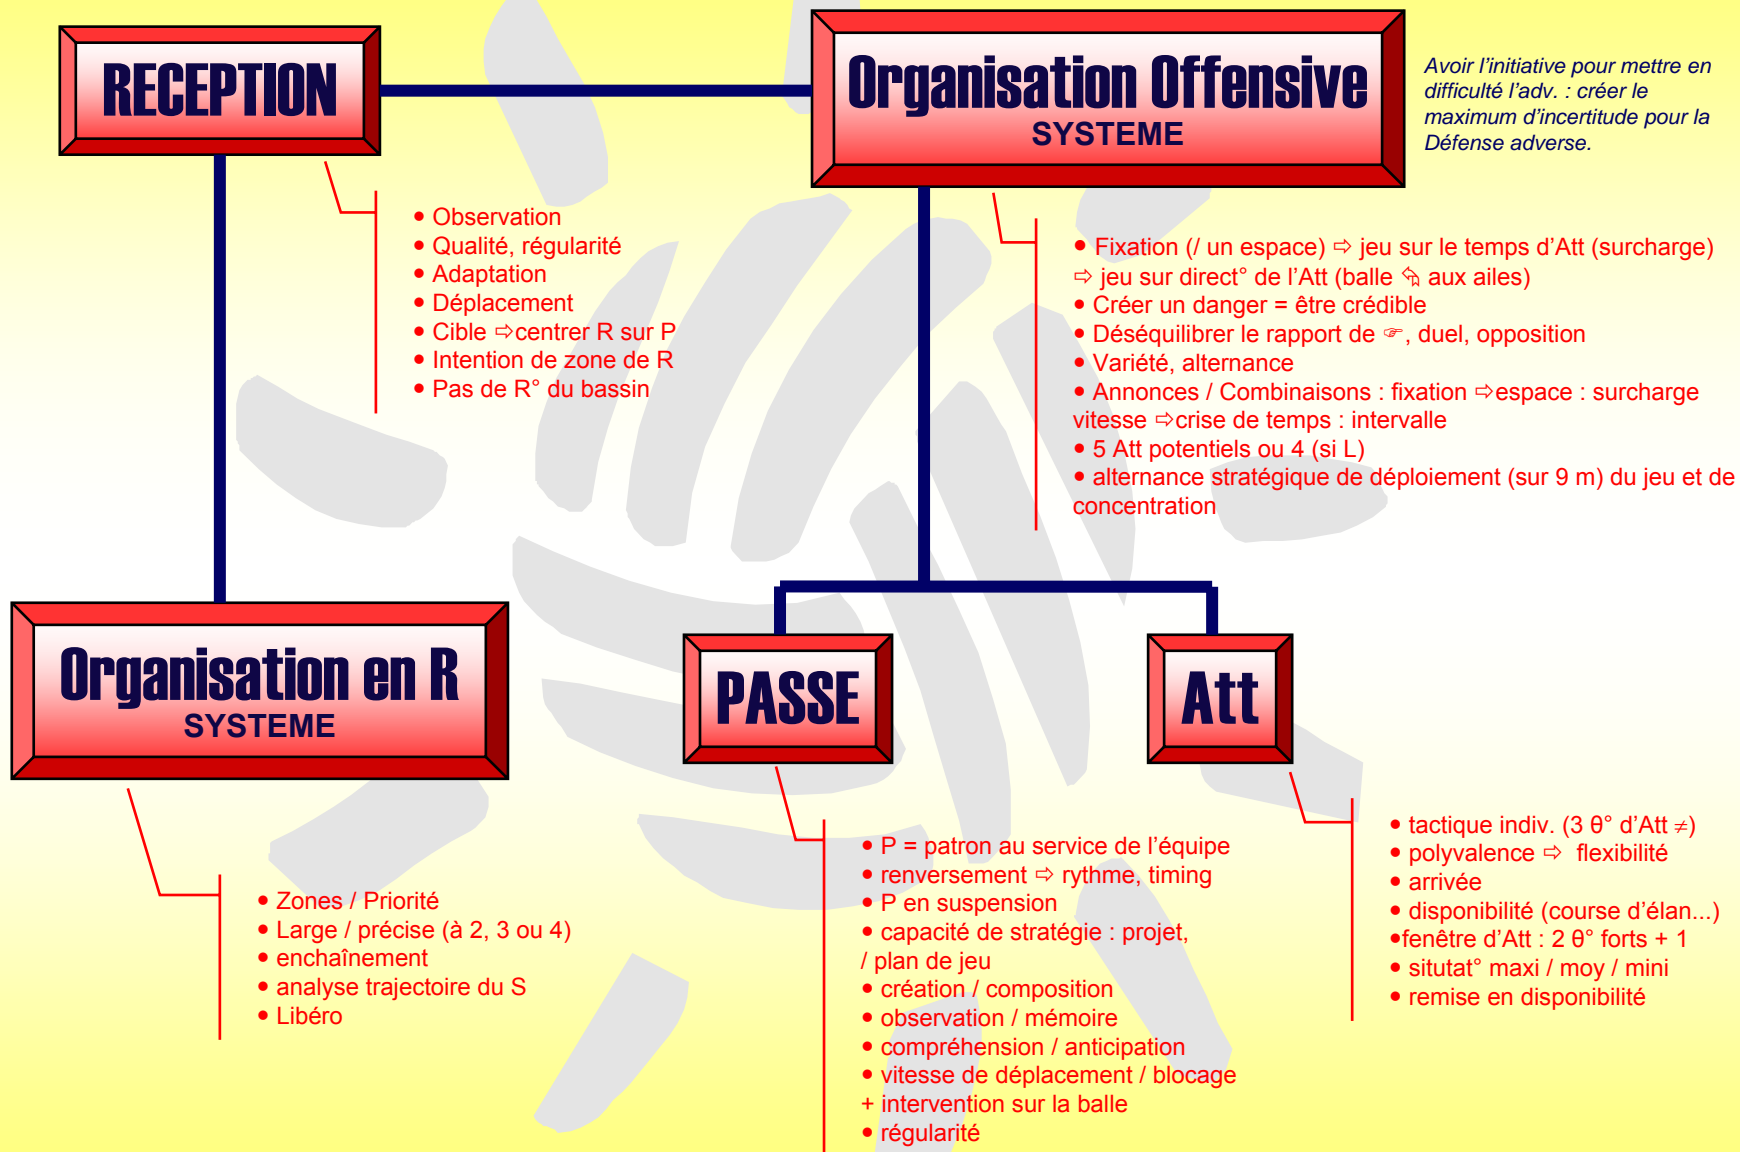 RECEPTION
Organisation Offensive
SYSTEME
Avoir l'initiative pour mettre en
difficulté l'adv. : créer le
maximum d'incertitude pour la
Défense adverse.
• Observation
• Qualité, régularité
• Adaptation
• Déplacement
• Cible ⇨centrer R sur P
• Intention de zone de R
• Pas de R° du bassin
• Fixation (/ un espace) ⇨ jeu sur le temps d'Att (surcharge)
⇨ jeu sur direct° de l'Att (balle ⮴ aux ailes)
• Créer un danger = être crédible
• Déséquilibrer le rapport de ☞, duel, opposition
• Variété, alternance
• Annonces / Combinaisons : fixation ⇨espace : surcharge
vitesse ⇨crise de temps : intervalle
• 5 Att potentiels ou 4 (si L)
• alternance stratégique de déploiement (sur 9 m) du jeu et de
concentration
Organisation en R
SYSTEME
PASSE
Att
• Zones / Priorité
• Large / précise (à 2, 3 ou 4)
• enchaînement
• analyse trajectoire du S
• Libéro
• P = patron au service de l'équipe
• renversement ⇨ rythme, timing
• P en suspension
• capacité de stratégie : projet,
/ plan de jeu
• création / composition
• observation / mémoire
• compréhension / anticipation
• vitesse de déplacement / blocage
+ intervention sur la balle
• régularité
• tactique indiv. (3 θ° d'Att ≠)
• polyvalence ⇨ flexibilité
• arrivée
• disponibilité (course d'élan...)
•fenêtre d'Att : 2 θ° forts + 1
• situtat° maxi / moy / mini
• remise en disponibilité